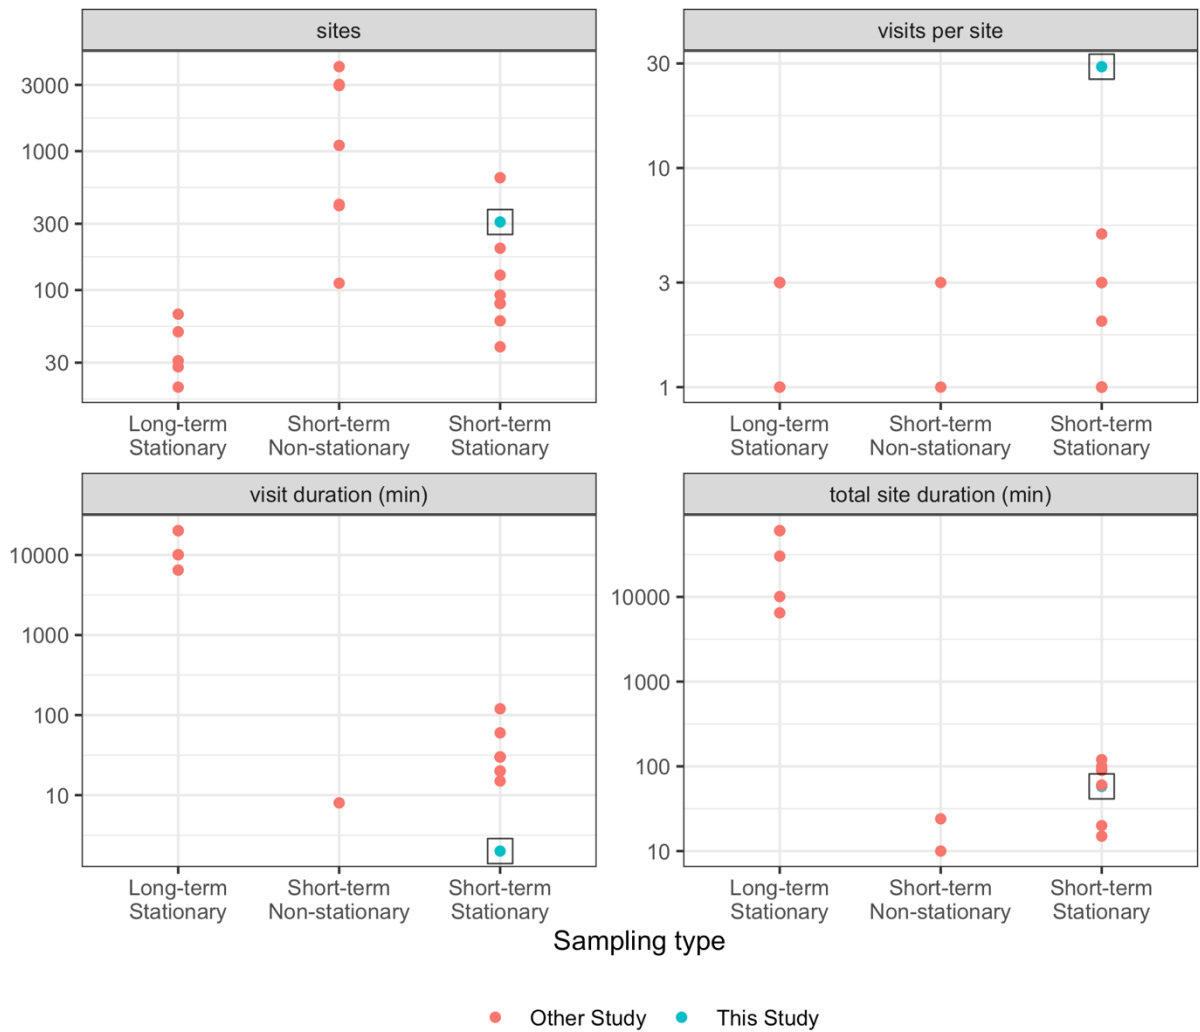 sites
3000
1000
300
100
30
Long-term
Stationary
Short-term
Non-stationary
Short-term
Stationary
visits per site
30
10
3
1
Long-term
Stationary
Short-term
Non-stationary
Short-term
Stationary
visit duration (min)
10000
1000
100
10
Long-term
Stationary
Short-term
Non-stationary
Short-term
Stationary
total site duration (min)
10000
1000
100
10
Long-term
Stationary
Short-term
Non-stationary
Short-term
Stationary
Sampling type
Other Study This Study